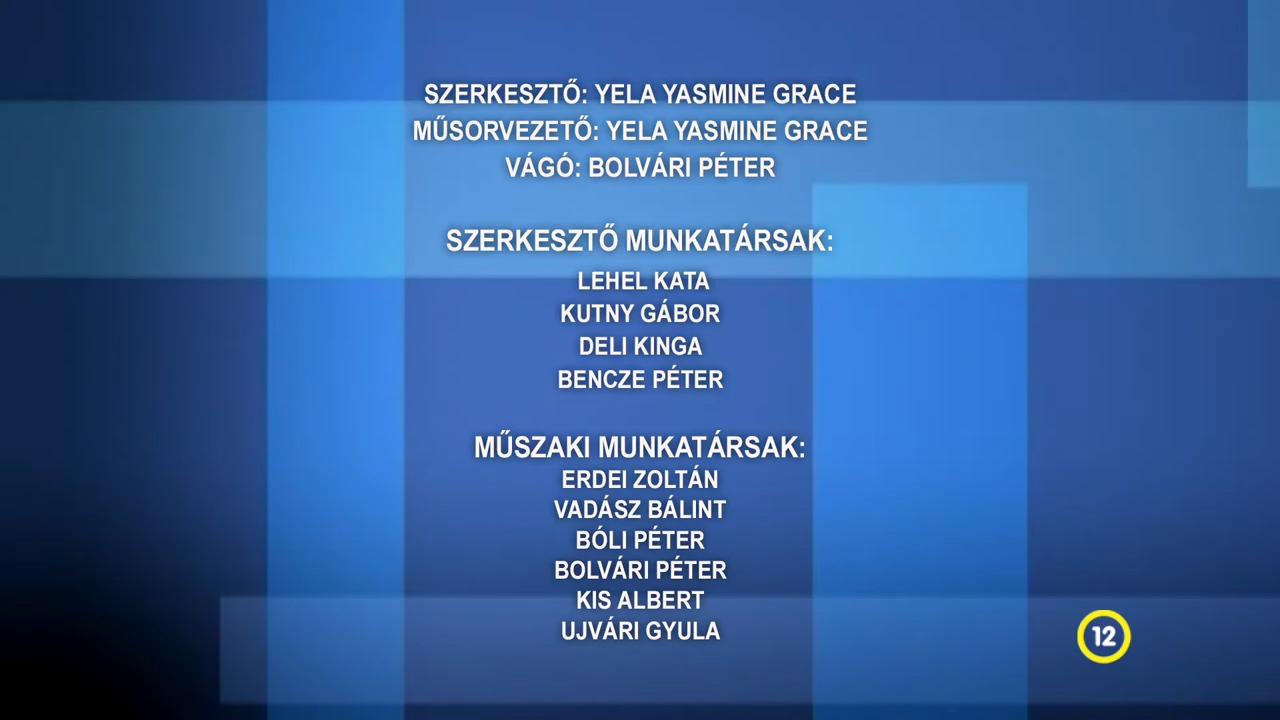 SZERKESZTŐ: YELA YASMINE GRACE
MŰSORVEZETŐ: YELA YASMINE GRACE
VÁGÓ: BOLVÁRI PÉTER
SZERKESZTŐ MUNKATÁRSAK:
LEHEL KATA
KUTNY GÁBOR
DELI KINGA
BENCZE PÉTER
MŰSZAKI MUNKATÁRSAK:
ERDEI ZOLTÁN
VADÁSZ BÁLINT
BÓLI PÉTER
BOLVÁRI PÉTER
KIS ALBERT
UJVÁRI GYULA
12